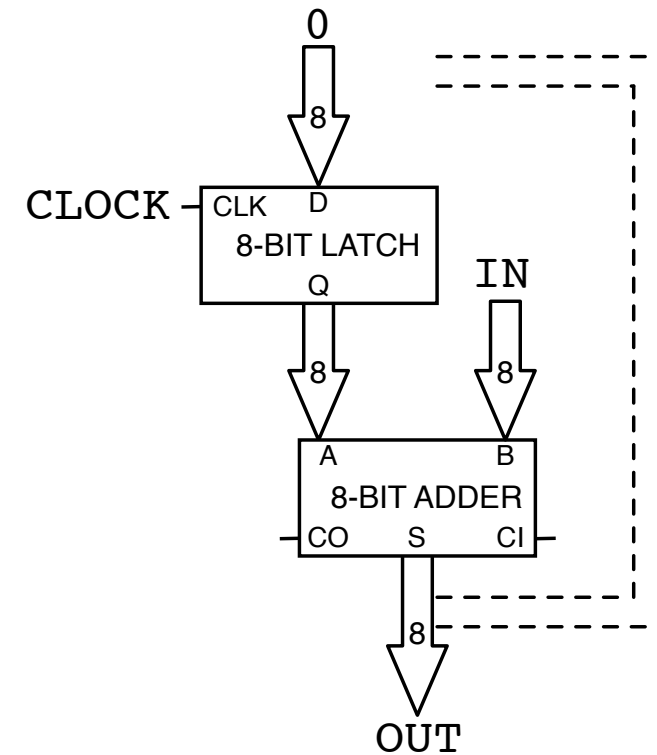 0
8
CLOCK
CLK
D
8-BIT LATCH
Q
IN
8
8
A
B
8-BIT ADDER
CO
S
CI
8
OUT